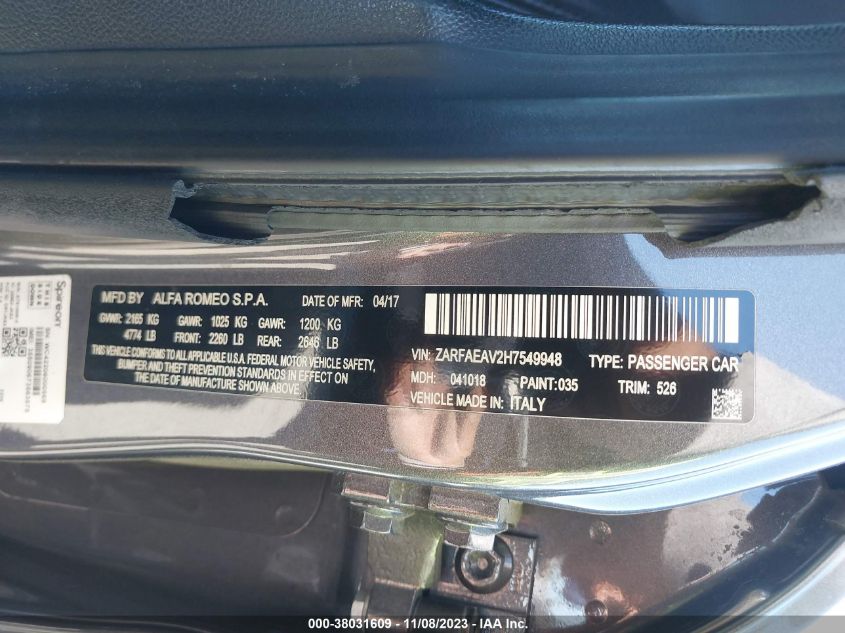 MFD BY ALFA ROMEO S.P.A. DATE OF MFR: 04/17
GVWR: 2165 KG GAWR: 1025 KG GAWR: 1200 KG
4774 LB FRONT: 2260 LB REAR: 2646 LB
THIS VEHICLE CONFORMS TO ALL APPLICABLE U.S.A. FEDERAL MOTOR VEHICLE SAFETY,
BUMPER AND THEFT PREVENTION STANDARDS IN EFFECT ON THE
DATE OF MANUFACTURE SHOWN ABOVE.
VIN: ZARFAEAV2H7549948 TYPE: PASSENGER CAR
MDH: 041018 PAINT:035 TRIM: 526
VEHICLE MADE IN: ITALY
Spireon
000-38031609 - 11/08/2023 - IAA Inc.